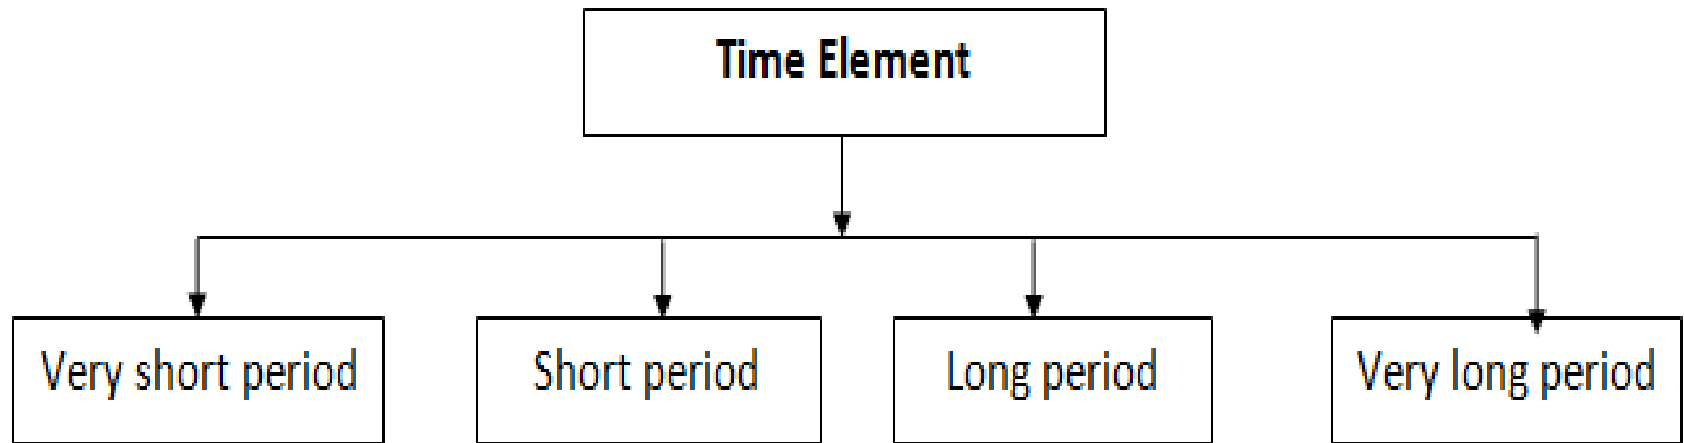 Time Element
Very short period
Short period
Long period
Very long period